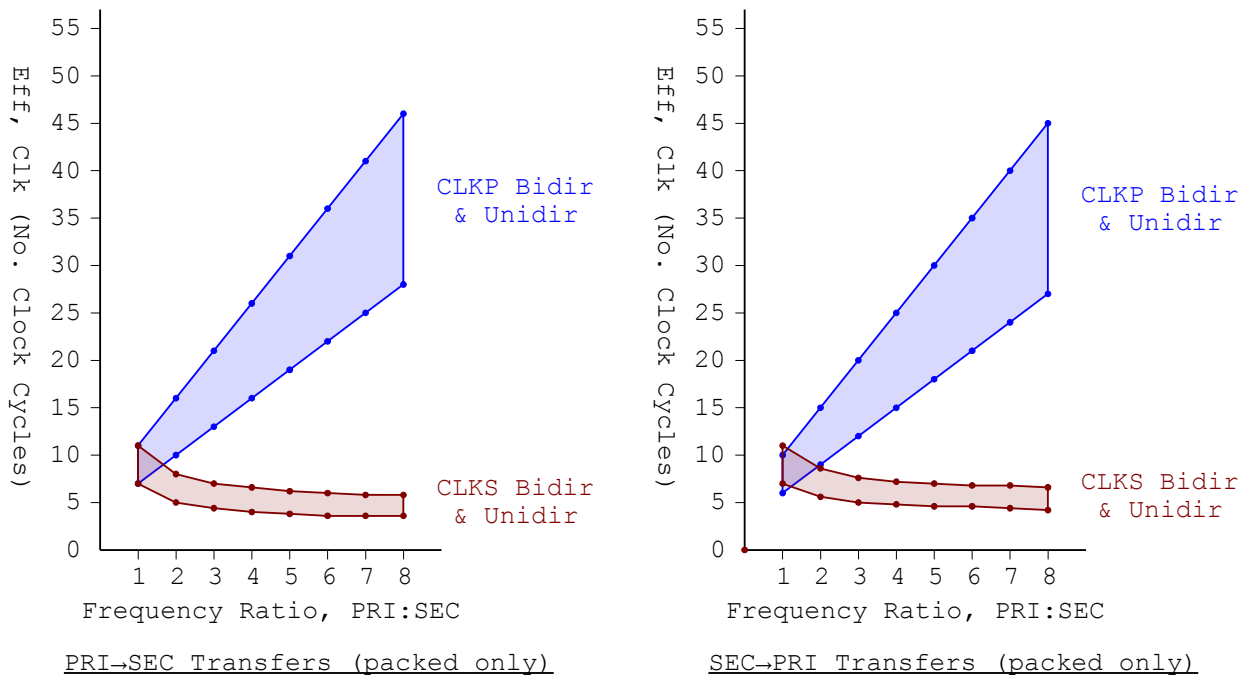 Eff, Clk (No. Clock Cycles)
55
50
45
40
35
30
25
20
15
10
5
0
1 2 3 4 5 6 7 8
CLKP Bidir
& Unidir
CLKS Bidir
& Unidir
Frequency Ratio, PRI:SEC
PRI→SEC Transfers (packed only)
Eff, Clk (No. Clock Cycles)
55
50
45
40
35
30
25
20
15
10
5
0
1 2 3 4 5 6 7 8
CLKP Bidir
& Unidir
CLKS Bidir
& Unidir
Frequency Ratio, PRI:SEC
SEC→PRI Transfers (packed only)